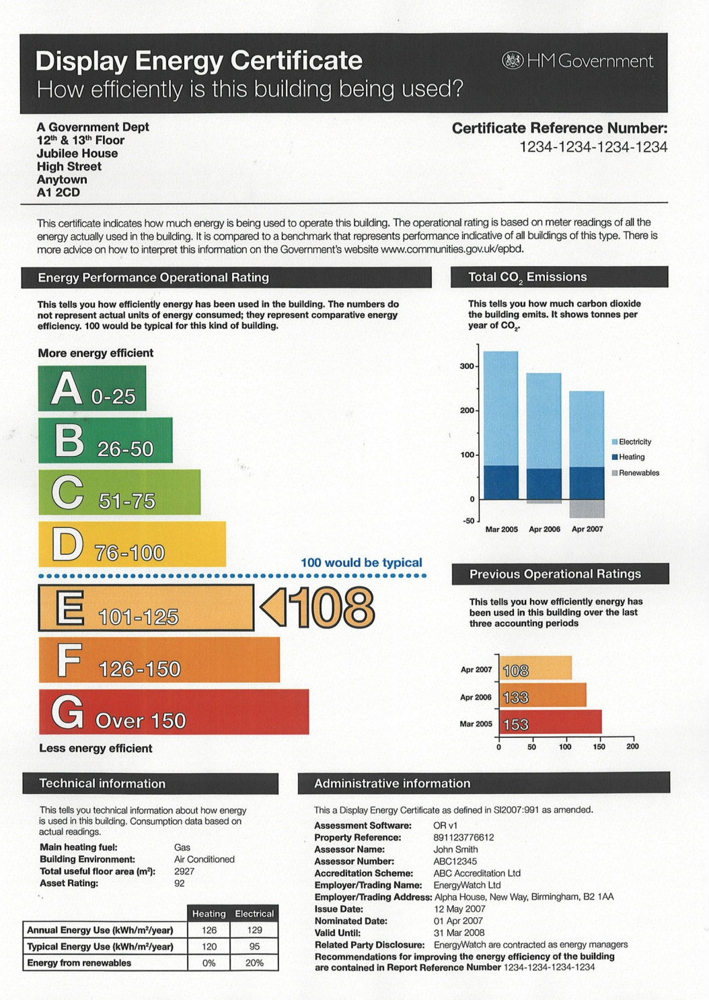 Display Energy Certificate
HM Government
How efficiently is this building being used?
A Government Dept
12th & 13th Floor
Jubilee House
High Street
Anytown
A1 2CD
Certificate Reference Number:
1234-1234-1234-1234
This certificate indicates how much energy is being used to operate this building. The operational rating is based on meter readings of all the
energy actually used in the building. It is compared to a benchmark that represents performance indicative of all buildings of this type. There is
more advice on how to interpret this information on the Government's website www.communities.gov.uk/epbd.
Energy Performance Operational Rating
This tells you how efficiently energy has been used in the building. The numbers do
not represent actual units of energy consumed; they represent comparative energy
efficiency. 100 would be typical for this kind of building.
More energy efficient
A 0-25
B 26-50
C 51-75
D 76-100
100 would be typical
E 101-125
108
F 126-150
G Over 150
Less energy efficient
Total CO2 Emissions
This tells you how much carbon dioxide
the building emits. It shows tonnes per
year of CO2.
300
200
100
0
-50
Mar 2005 Apr 2006 Apr 2007
Electricity
Heating
Renewables
Previous Operational Ratings
This tells you how efficiently energy has
been used in this building over the last
three accounting periods
Apr 2007 108
Apr 2006 133
Mar 2005 153
0 50 100 150 200
Technical information
This tells you technical information about how energy
is used in this building. Consumption data based on
actual readings.
Main heating fuel: Gas
Building Environment: Air Conditioned
Total useful floor area (m²): 2927
Asset Rating: 92
Heating Electrical
Annual Energy Use (kWh/m²/year) 126 129
Typical Energy Use (kWh/m²/year) 120 95
Energy from renewables 0% 20%
Administrative information
This a Display Energy Certificate as defined in SI2007:991 as amended.
Assessment Software: OR v1
Property Reference: 891123776612
Assessor Name: John Smith
Assessor Number: ABC12345
Accreditation Scheme: ABC Accreditation Ltd
Employer/Trading Name: EnergyWatch Ltd
Employer/Trading Address: Alpha House, New Way, Birmingham, B2 1AA
Issue Date: 12 May 2007
Nominated Date: 01 Apr 2007
Valid Until: 31 Mar 2008
Related Party Disclosure: EnergyWatch are contracted as energy managers
Recommendations for improving the energy efficiency of the building
are contained in Report Reference Number 1234-1234-1234-1234